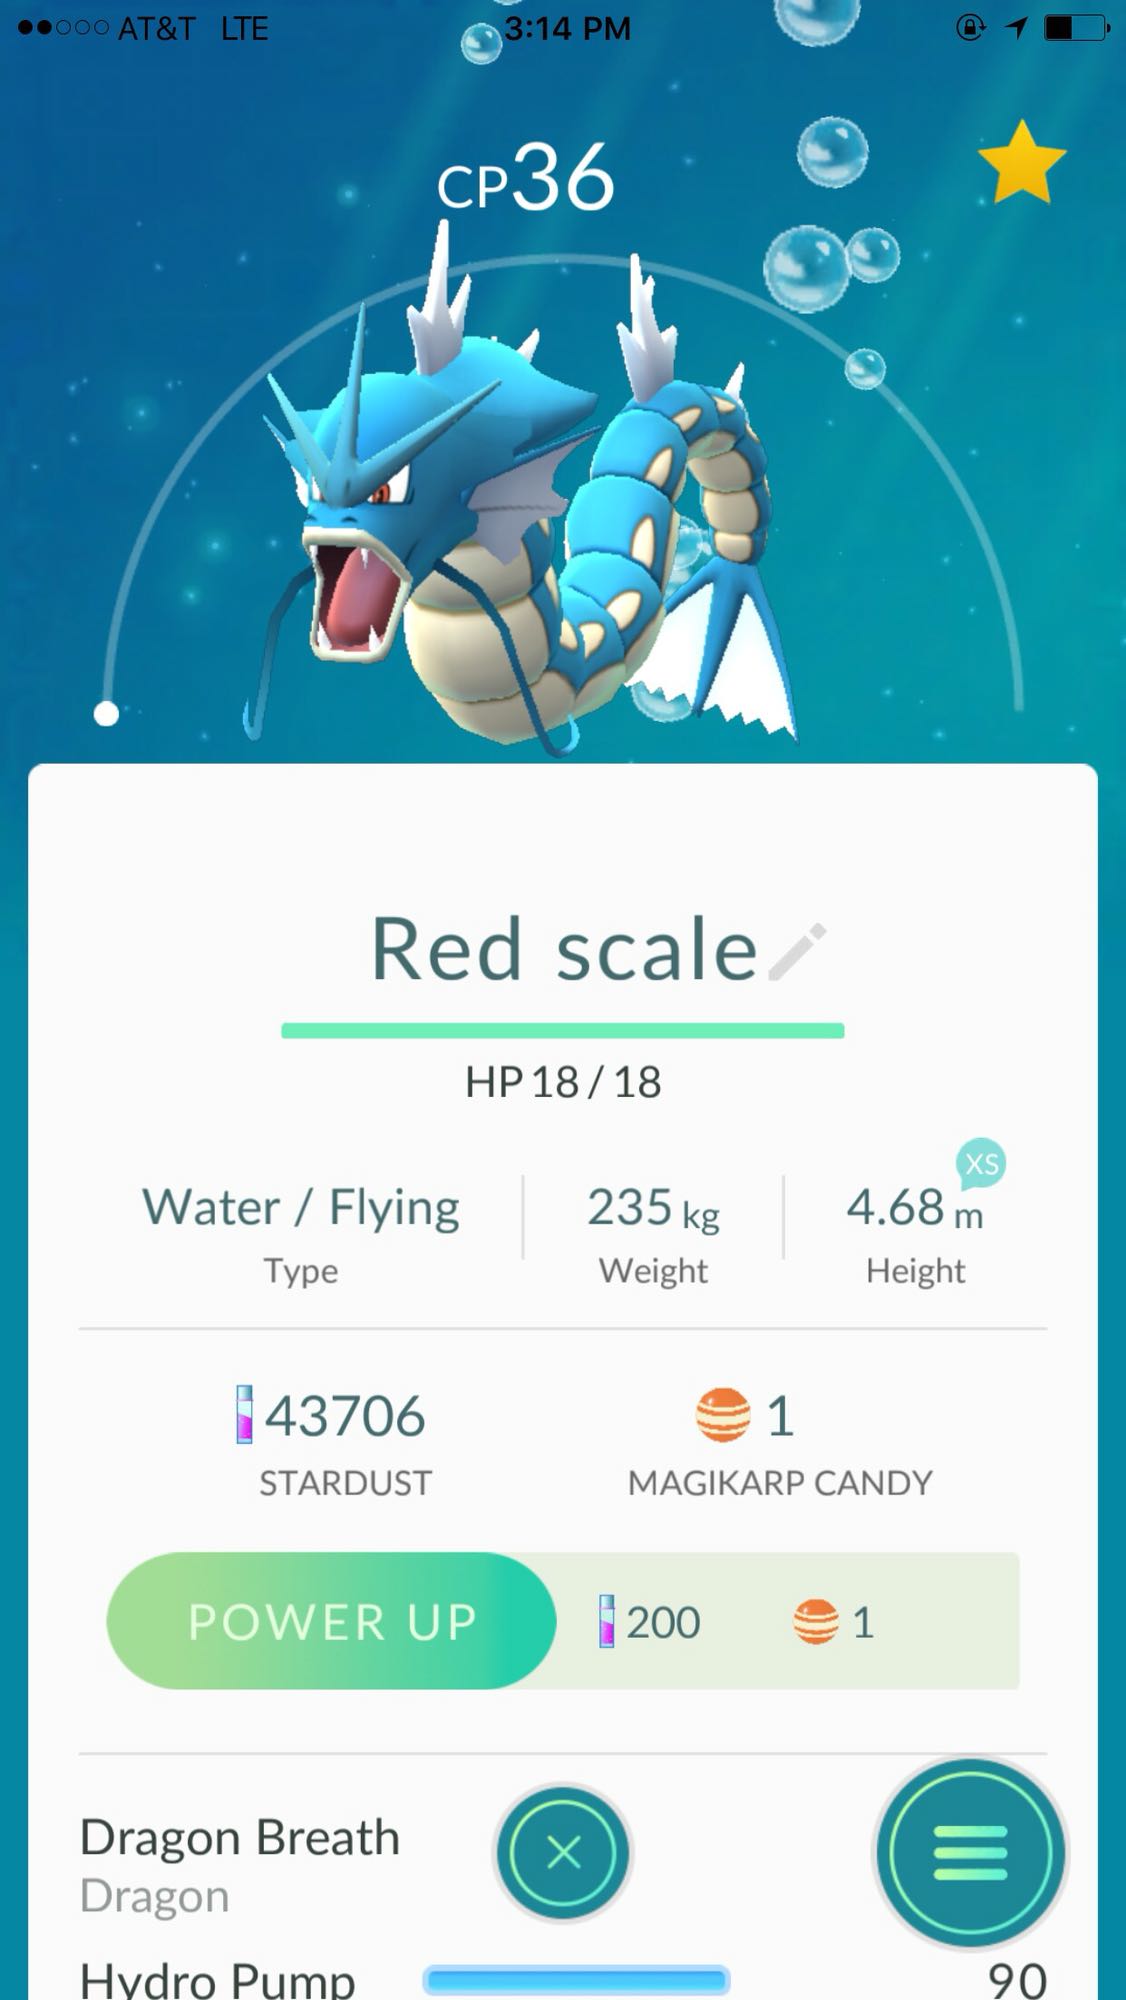 AT&T LTE 3:14 PM
CP36
Red scale
HP 18 / 18
XS
Water / Flying 235 kg 4.68 m
Type Weight Height
43706 1
STARDUST MAGIKARP CANDY
POWER UP 200 1
Dragon Breath
Dragon
Hydro Pump 90